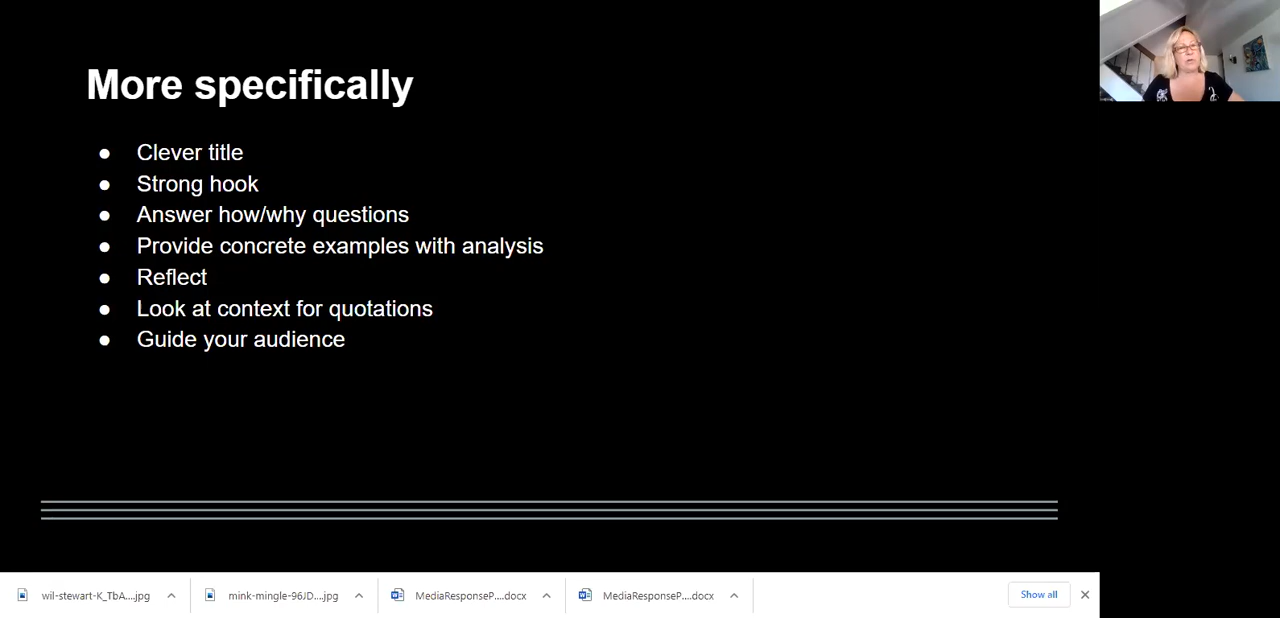 More specifically
● Clever title
● Strong hook
● Answer how/why questions
● Provide concrete examples with analysis
● Reflect
● Look at context for quotations
● Guide your audience
wil-stewart-K_TbA....jpg
mink-mingle-96JD....jpg
MediaResponseP....docx
MediaResponseP....docx
Show all